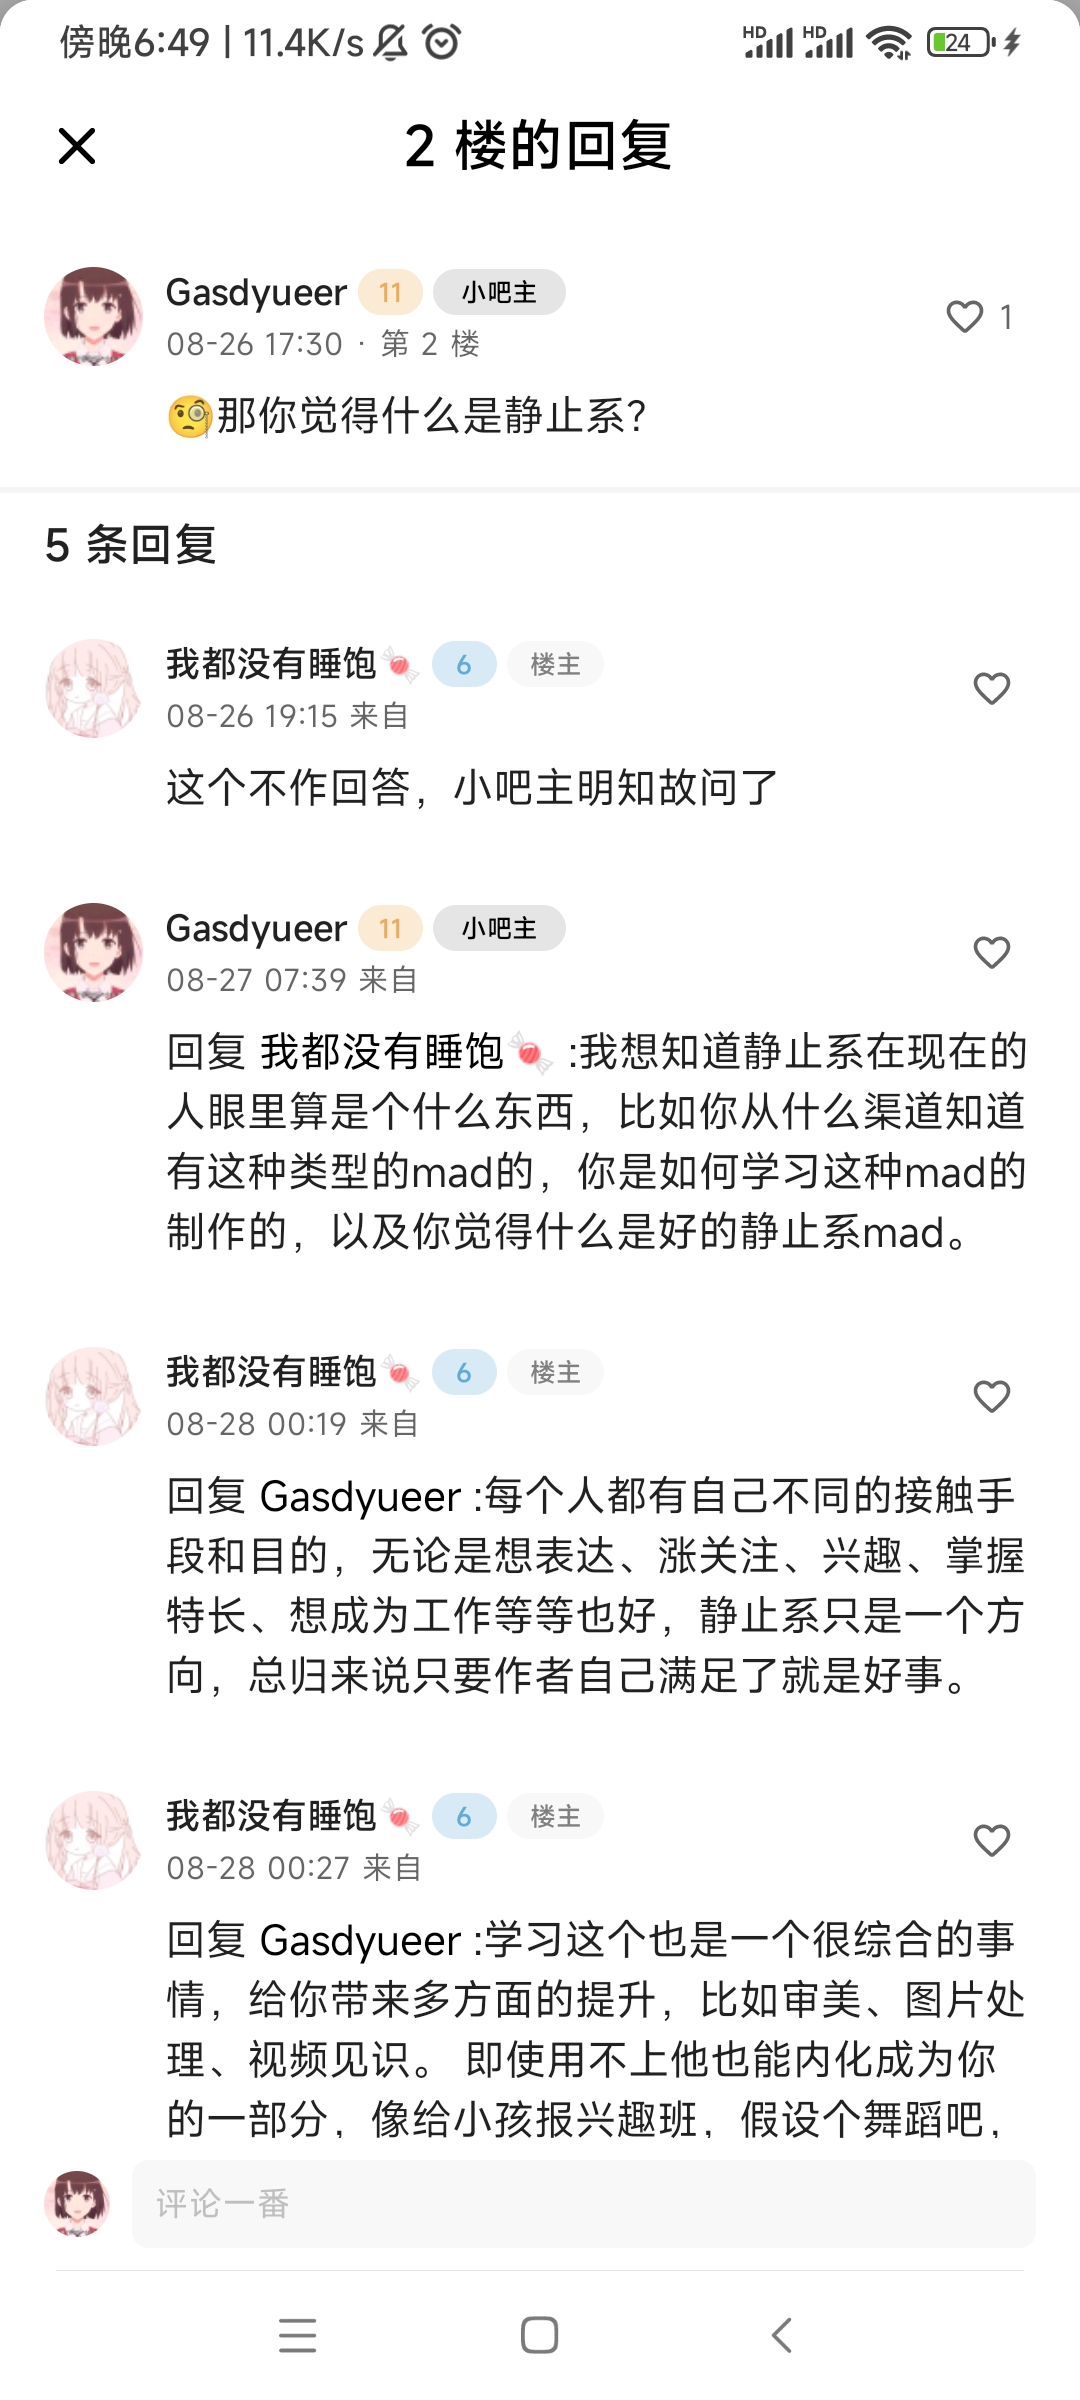 傍晚6:49 | 11.4K/s
HD HD 24
2 楼的回复
Gasdyueer 11 小吧主
08-26 17:30 · 第 2 楼
1
🧐那你觉得什么是静止系?
5 条回复
我都没有睡饱🍬 6 楼主
08-26 19:15 来自
这个不作回答，小吧主明知故问了
Gasdyueer 11 小吧主
08-27 07:39 来自
回复 我都没有睡饱🍬 :我想知道静止系在现在的
人眼里算是个什么东西，比如你从什么渠道知道
有这种类型的mad的，你是如何学习这种mad的
制作的，以及你觉得什么是好的静止系mad。
我都没有睡饱🍬 6 楼主
08-28 00:19 来自
回复 Gasdyueer :每个人都有自己不同的接触手
段和目的，无论是想表达、涨关注、兴趣、掌握
特长、想成为工作等等也好，静止系只是一个方
向，总归来说只要作者自己满足了就是好事。
我都没有睡饱🍬 6 楼主
08-28 00:27 来自
回复 Gasdyueer :学习这个也是一个很综合的事
情，给你带来多方面的提升，比如审美、图片处
理、视频见识。 即使用不上他也能内化成为你
的一部分，像给小孩报兴趣班，假设个舞蹈吧，
评论一番